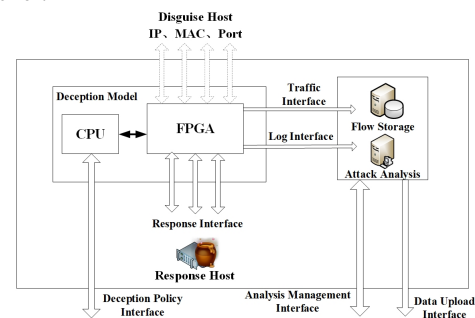 Disguise Host
IP、MAC、Port
Deception Model
CPU
FPGA
Traffic
Interface
Log Interface
Flow Storage
Attack Analysis
Response Interface
Response Host
Deception Policy
Interface
Analysis Management
Interface
Data Upload
Interface